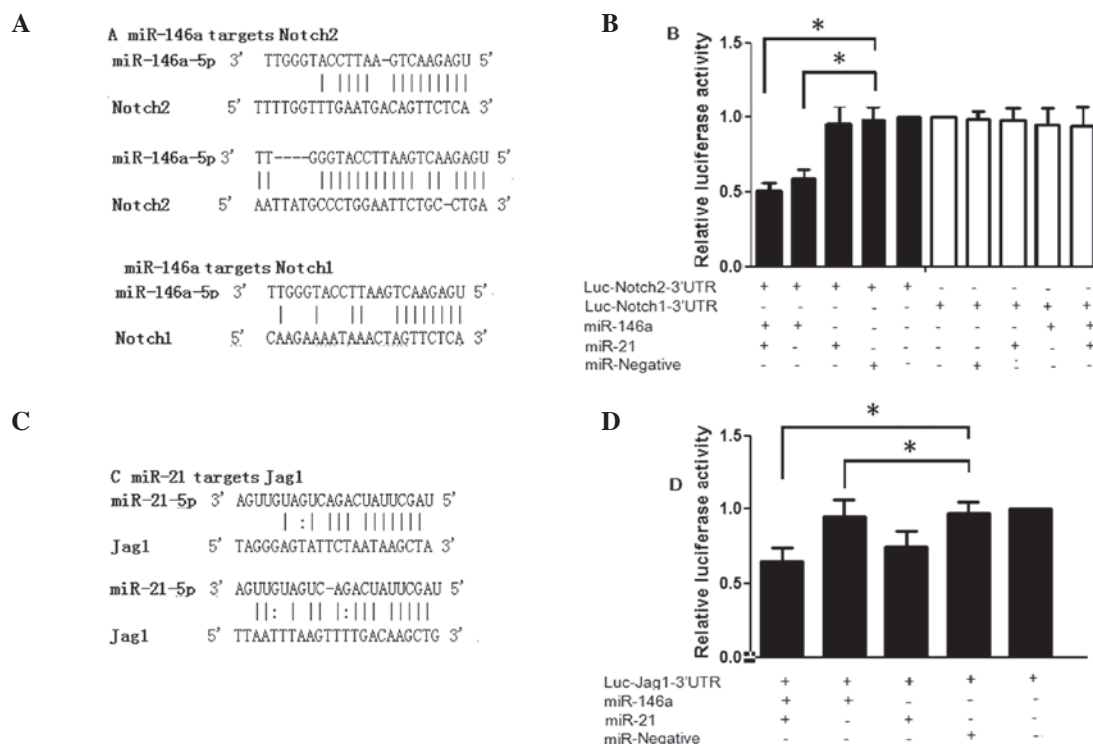 A
A miR-146a targets Notch2
miR-146a-5p 3' TTGGGTACCTTAA-GTCAAGAGU 5'
Notch2 5' TTTTGGTTTGAATGACAGTTCTCA 3'
miR-146a-5p 3' TT----GGGTACCTTAAGTCAAGAGU 5'
Notch2 5' AATTATGCCCTGGAATTCTGC-CTGA 3'
miR-146a targets Notch1
miR-146a-5p 3' TTGGGTACCTTAAGTCAAGAGU 5'
Notch1 5' CAAGAAAATAAACTAGTTCTCA 3'
B
B
Relative luciferase activity
1.5
1.0
0.5
0.0
*
*
Luc-Notch2-3'UTR + + + + + - - - - -
Luc-Notch1-3'UTR - - - - - + + + + +
miR-146a + + - - - - - - + +
miR-21 + - + - - - - + - +
miR-Negative - - - + - - + - - -
C
C miR-21 targets Jag1
miR-21-5p 3' AGUUGUAGUCAGACUAUUCGAU 5'
Jag1 5' TAGGGAGTATTCTAATAAGCTA 3'
miR-21-5p 3' AGUUGUAGUC-AGACUAUUCGAU 5'
Jag1 5' TTAATTTAAGTTTTGACAAGCTG 3'
D
D
Relative luciferase activity
1.5
1.0
0.5
0.0
*
*
Luc-Jag1-3'UTR + + + + +
miR-146a + + - - -
miR-21 + - + - -
miR-Negative - - - + -